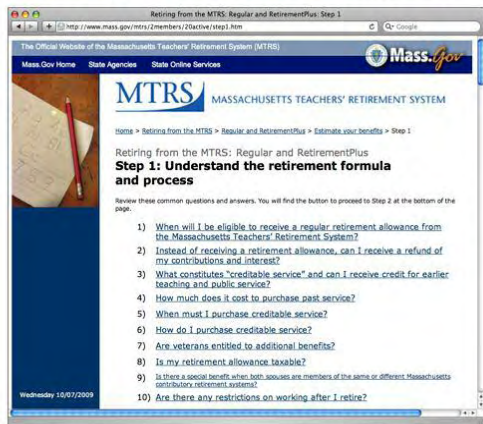 Retiring from the MTRS: Regular and RetirementPlus: Step 1
http://www.mass.gov/mtrs/2members/20active/step1.htm
Google
The Official Website of the Massachusetts Teachers' Retirement System (MTRS)
Mass.Gov
Mass.Gov Home State Agencies State Online Services
MTRS MASSACHUSETTS TEACHERS' RETIREMENT SYSTEM
Home > Retiring from the MTRS > Regular and RetirementPlus > Estimate your benefits > Step 1
Retiring from the MTRS: Regular and RetirementPlus
Step 1: Understand the retirement formula
and process
Review these common questions and answers. You will find the button to proceed to Step 2 at the bottom of the
page.
1) When will I be eligible to receive a regular retirement allowance from
the Massachusetts Teachers' Retirement System?
2) Instead of receiving a retirement allowance, can I receive a refund of
my contributions and interest?
3) What constitutes "creditable service" and can I receive credit for earlier
teaching and public service?
4) How much does it cost to purchase past service?
5) When must I purchase creditable service?
6) How do I purchase creditable service?
7) Are veterans entitled to additional benefits?
8) Is my retirement allowance taxable?
9) Is there a special benefit when both spouses are members of the same or different Massachusetts
contributory retirement systems?
10) Are there any restrictions on working after I retire?
Wednesday 10/07/2009